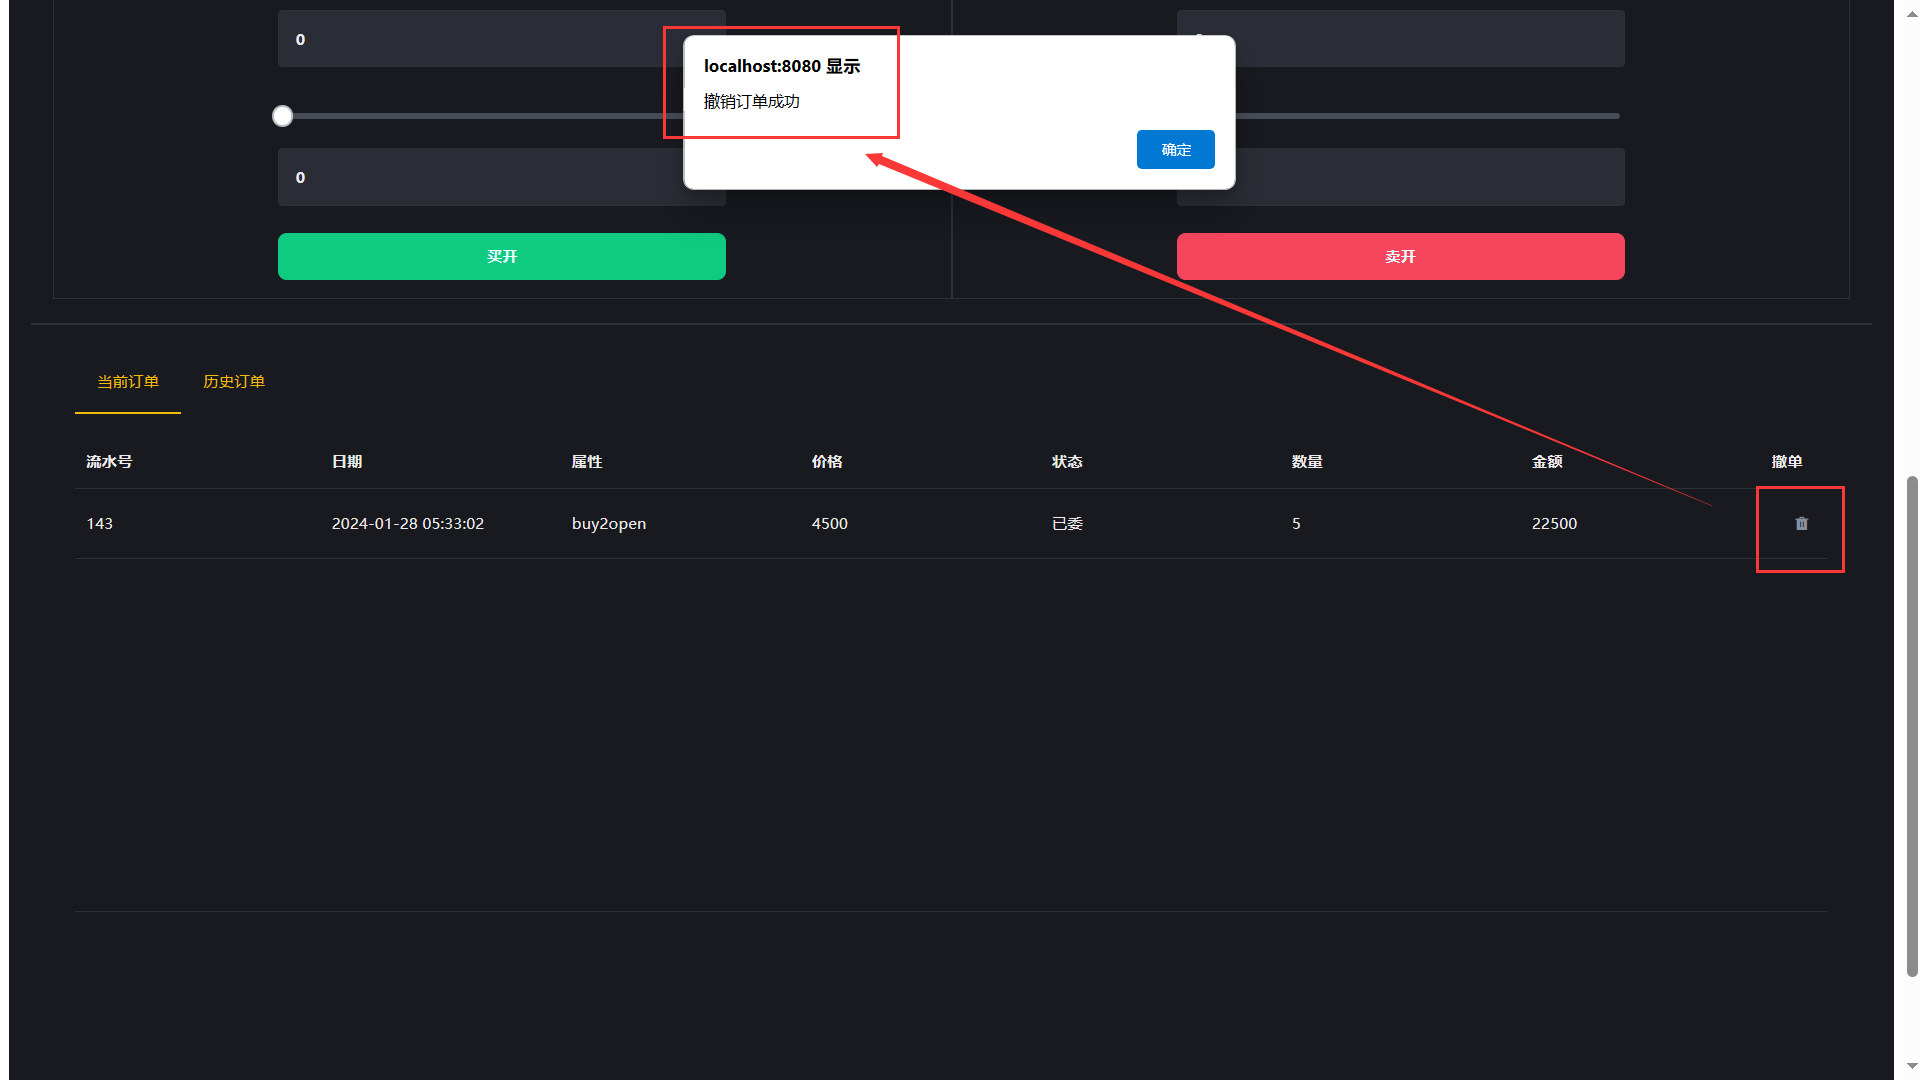 0
localhost:8080 显示
撤销订单成功
确定
0
买开
卖开
当前订单 历史订单
流水号 日期 属性 价格 状态 数量 金额 撤单
143 2024-01-28 05:33:02 buy2open 4500 已委 5 22500